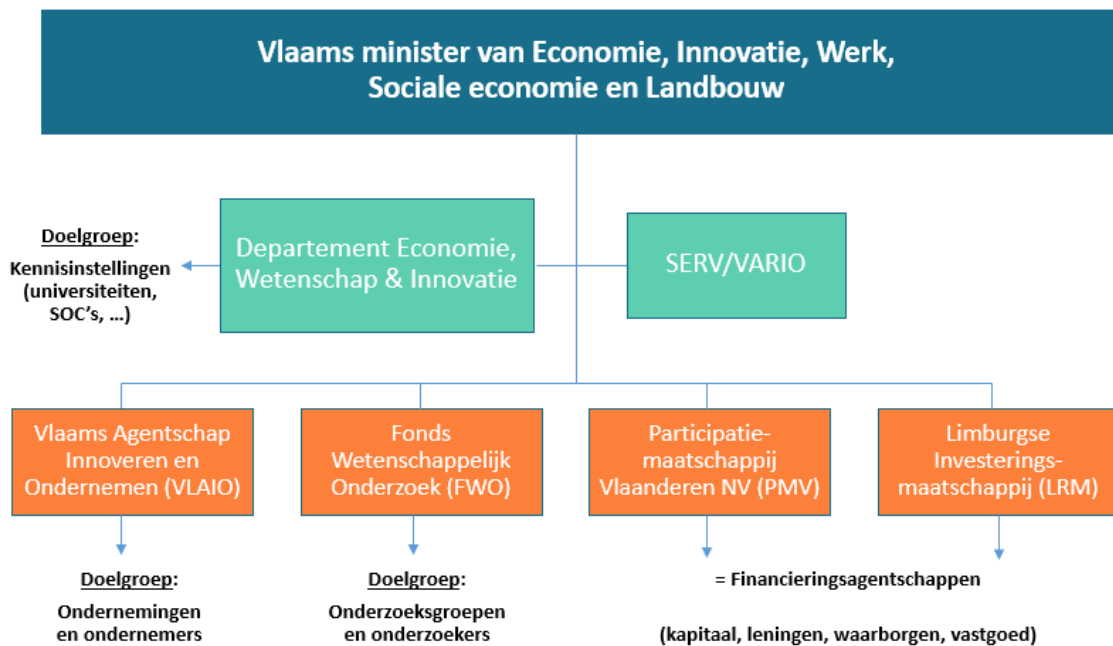 Vlaams minister van Economie, Innovatie, Werk,
Sociale economie en Landbouw
Doelgroep:
Kennisinstellingen
(universiteiten,
SOC's, ...)
Departement Economie,
Wetenschap & Innovatie
SERV/VARIO
Vlaams Agentschap
Innoveren en
Ondernemen (VLAIO)
Fonds
Wetenschappelijk
Onderzoek (FWO)
Participatie-
maatschappij
Vlaanderen NV (PMV)
Limburgse
Investerings-
maatschappij (LRM)
Doelgroep:
Ondernemingen
en ondernemers
Doelgroep:
Onderzoeksgroepen
en onderzoekers
= Financieringsagentschappen
(kapitaal, leningen, waarborgen, vastgoed)